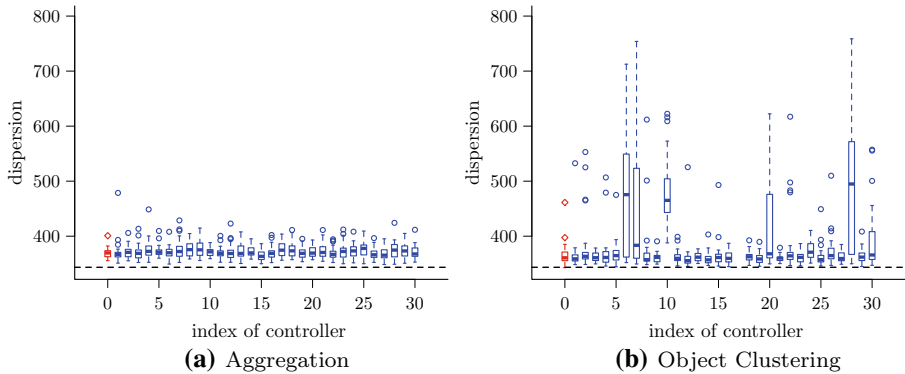 800
700
600
500
400
dispersion
0 5 10 15 20 25 30
index of controller
(a) Aggregation
800
700
600
500
400
dispersion
0 5 10 15 20 25 30
index of controller
(b) Object Clustering